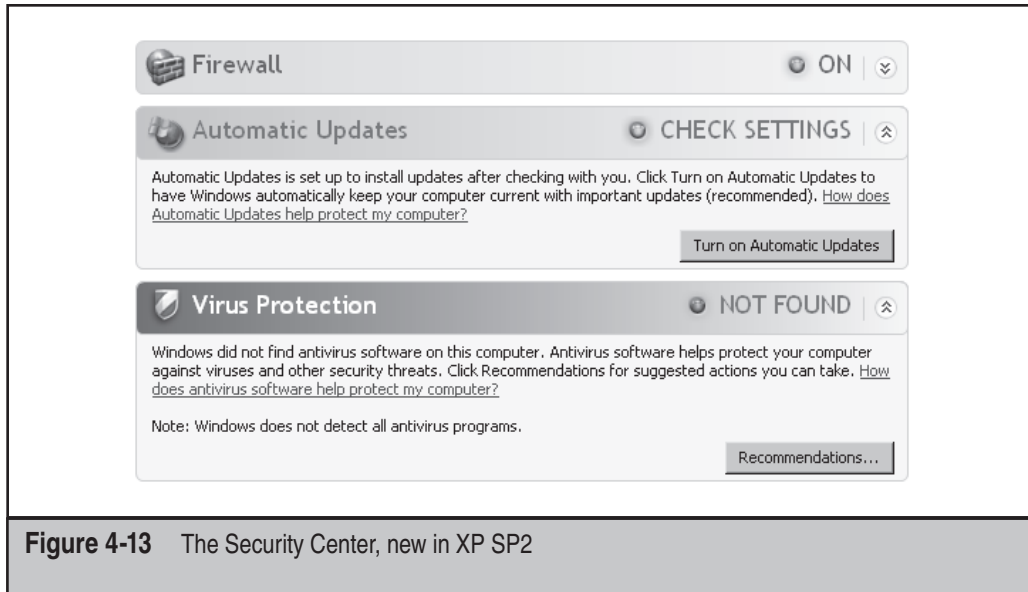 Firewall
ON
Automatic Updates
CHECK SETTINGS
Automatic Updates is set up to install updates after checking with you. Click Turn on Automatic Updates to
have Windows automatically keep your computer current with important updates (recommended). How does
Automatic Updates help protect my computer?
Turn on Automatic Updates
Virus Protection
NOT FOUND
Windows did not find antivirus software on this computer. Antivirus software helps protect your computer
against viruses and other security threats. Click Recommendations for suggested actions you can take. How
does antivirus software help protect my computer?
Note: Windows does not detect all antivirus programs.
Recommendations...
Figure 4-13 The Security Center, new in XP SP2